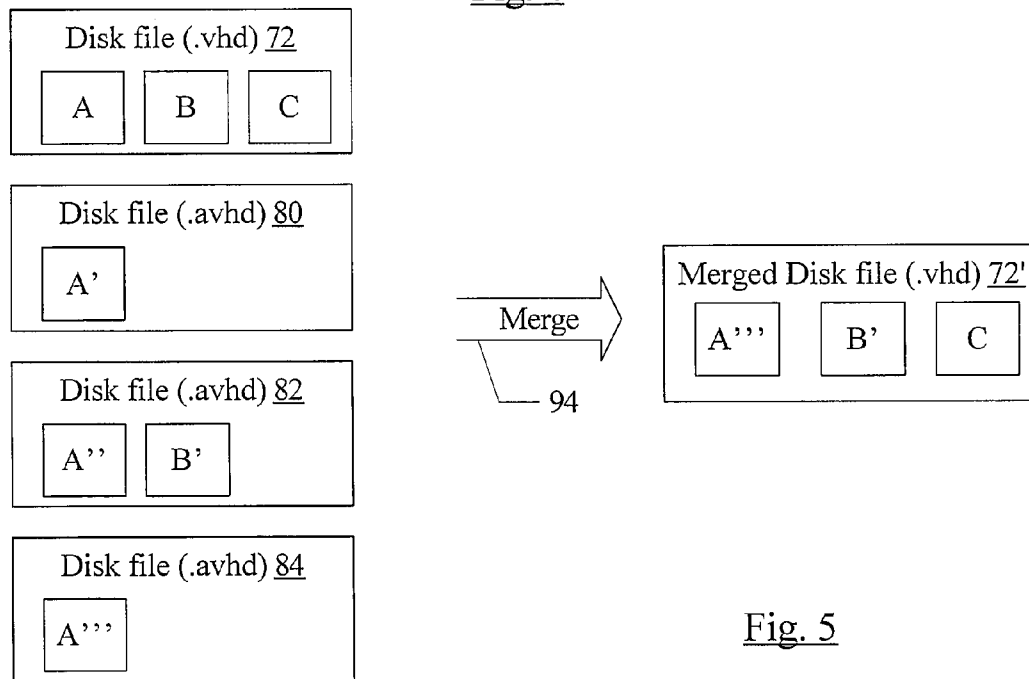 Disk file (.vhd) 72
A B C
Disk file (.avhd) 80
A'
Disk file (.avhd) 82
A'' B'
Disk file (.avhd) 84
A'''
Merge
94
Merged Disk file (.vhd) 72'
A''' B' C
Fig. 5